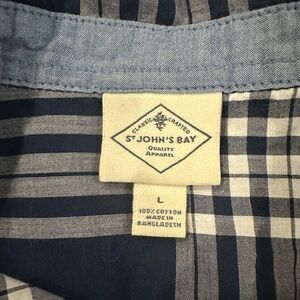 CLASSIC CRAFTED
ST JOHN'S BAY
QUALITY
APPAREL
L
100% COTTON
MADE IN
BANGLADESH